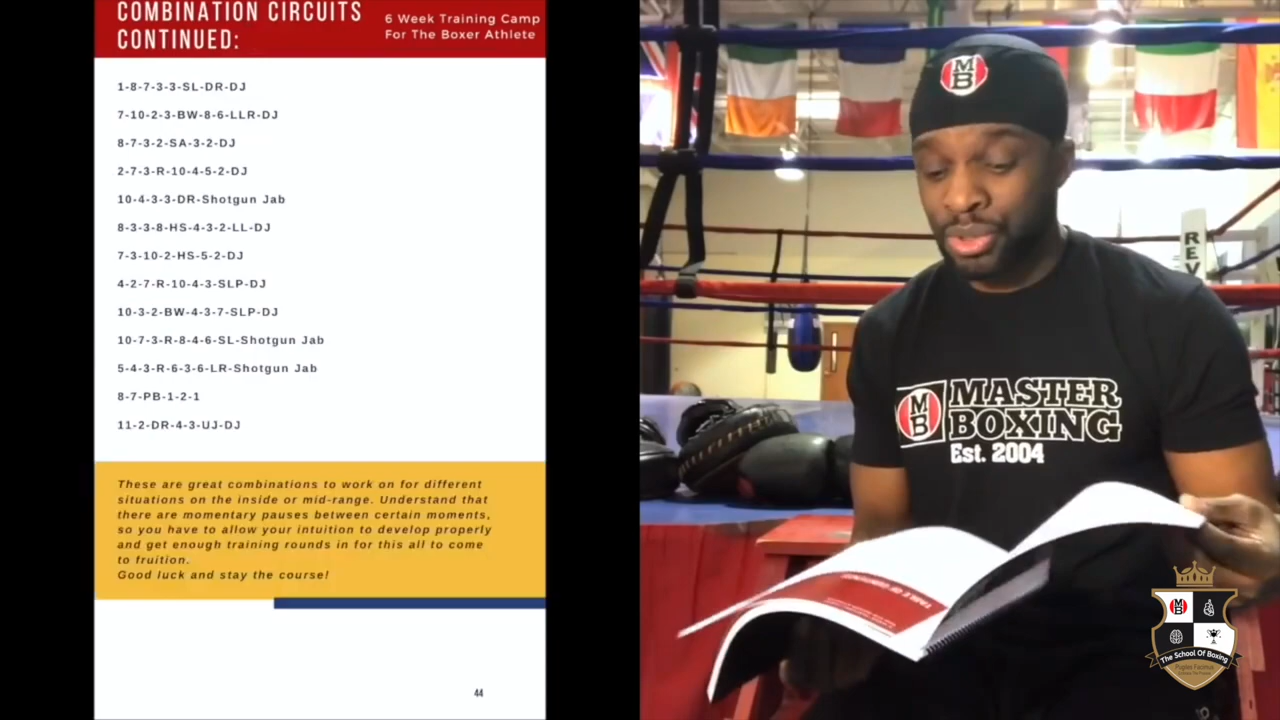 COMBINATION CIRCUITS
CONTINUED:
6 Week Training Camp
For The Boxer Athlete
1-8-7-3-3-SL-DR-DJ
7-10-2-3-BW-8-6-LLR-DJ
8-7-3-2-SA-3-2-DJ
2-7-3-R-10-4-5-2-DJ
10-4-3-3-DR-Shotgun Jab
8-3-3-8-HS-4-3-2-LL-DJ
7-3-10-2-HS-5-2-DJ
4-2-7-R-10-4-3-SLP-DJ
10-3-2-BW-4-3-7-SLP-DJ
10-7-3-R-8-4-6-SL-Shotgun Jab
5-4-3-R-6-3-6-LR-Shotgun Jab
8-7-PB-1-2-1
11-2-DR-4-3-UJ-DJ
These are great combinations to work on for different
situations on the inside or mid-range. Understand that
there are momentary pauses between certain moments,
so you have to allow your intuition to develop properly
and get enough training rounds in for this all to come
to fruition.
Good luck and stay the course!
44
MB
REV
MB
MASTER
BOXING
Est. 2004
TABLE OF CONTENTS
MB
The School Of Boxing